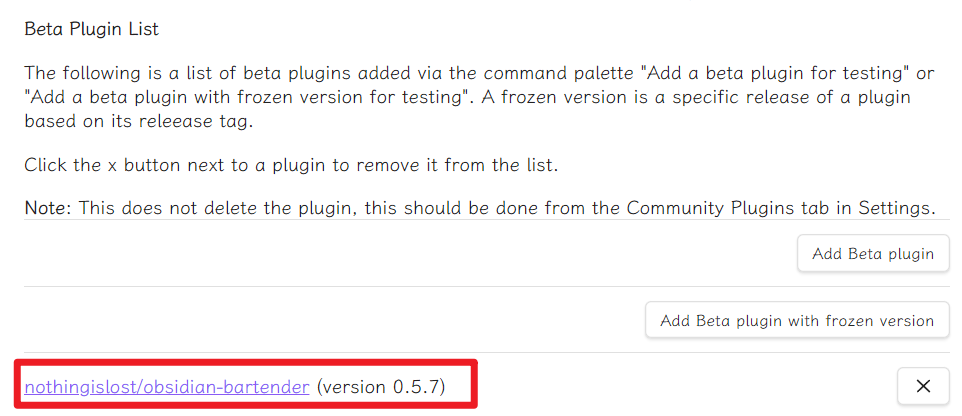 Beta Plugin List
The following is a list of beta plugins added via the command palette "Add a beta plugin for testing" or
"Add a beta plugin with frozen version for testing". A frozen version is a specific release of a plugin
based on its releease tag.
Click the x button next to a plugin to remove it from the list.
Note: This does not delete the plugin, this should be done from the Community Plugins tab in Settings.
Add Beta plugin
Add Beta plugin with frozen version
nothingislost/obsidian-bartender (version 0.5.7)